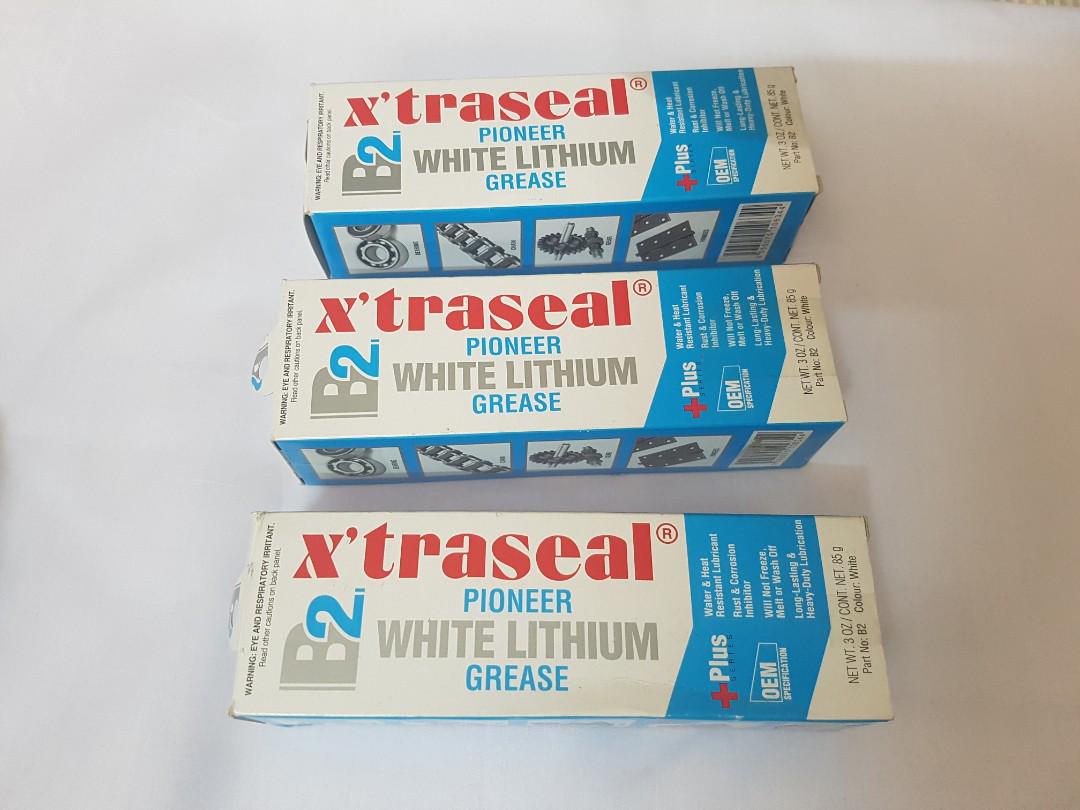 WARNING: EYE AND RESPIRATORY IRRITANT.
Read other cautions on back panel.
B2i
x'traseal®
PIONEER
WHITE LITHIUM
GREASE
+Plus
SERIES
Water & Heat
Resistant Lubricant
Rust & Corrosion
Inhibitor
Will Not Freeze,
Melt or Wash Off
Long-Lasting &
Heavy-Duty Lubrication
OEM
SPECIFICATION
NET WT. 3 OZ / CONT. NET. 85 g
Part No: B2 Colour: White
BEARING
CHAIN
GEAR
HINGES
WARNING: EYE AND RESPIRATORY IRRITANT.
Read other cautions on back panel.
B2i
x'traseal®
PIONEER
WHITE LITHIUM
GREASE
+Plus
SERIES
Water & Heat
Resistant Lubricant
Rust & Corrosion
Inhibitor
Will Not Freeze,
Melt or Wash Off
Long-Lasting &
Heavy-Duty Lubrication
OEM
SPECIFICATION
NET WT. 3 OZ / CONT. NET. 85 g
Part No: B2 Colour: White
BEARING
CHAIN
GEAR
HINGES
WARNING: EYE AND RESPIRATORY IRRITANT.
Read other cautions on back panel.
B2i
x'traseal®
PIONEER
WHITE LITHIUM
GREASE
+Plus
SERIES
Water & Heat
Resistant Lubricant
Rust & Corrosion
Inhibitor
Will Not Freeze,
Melt or Wash Off
Long-Lasting &
Heavy-Duty Lubrication
OEM
SPECIFICATION
NET WT. 3 OZ / CONT. NET. 85 g
Part No: B2 Colour: White